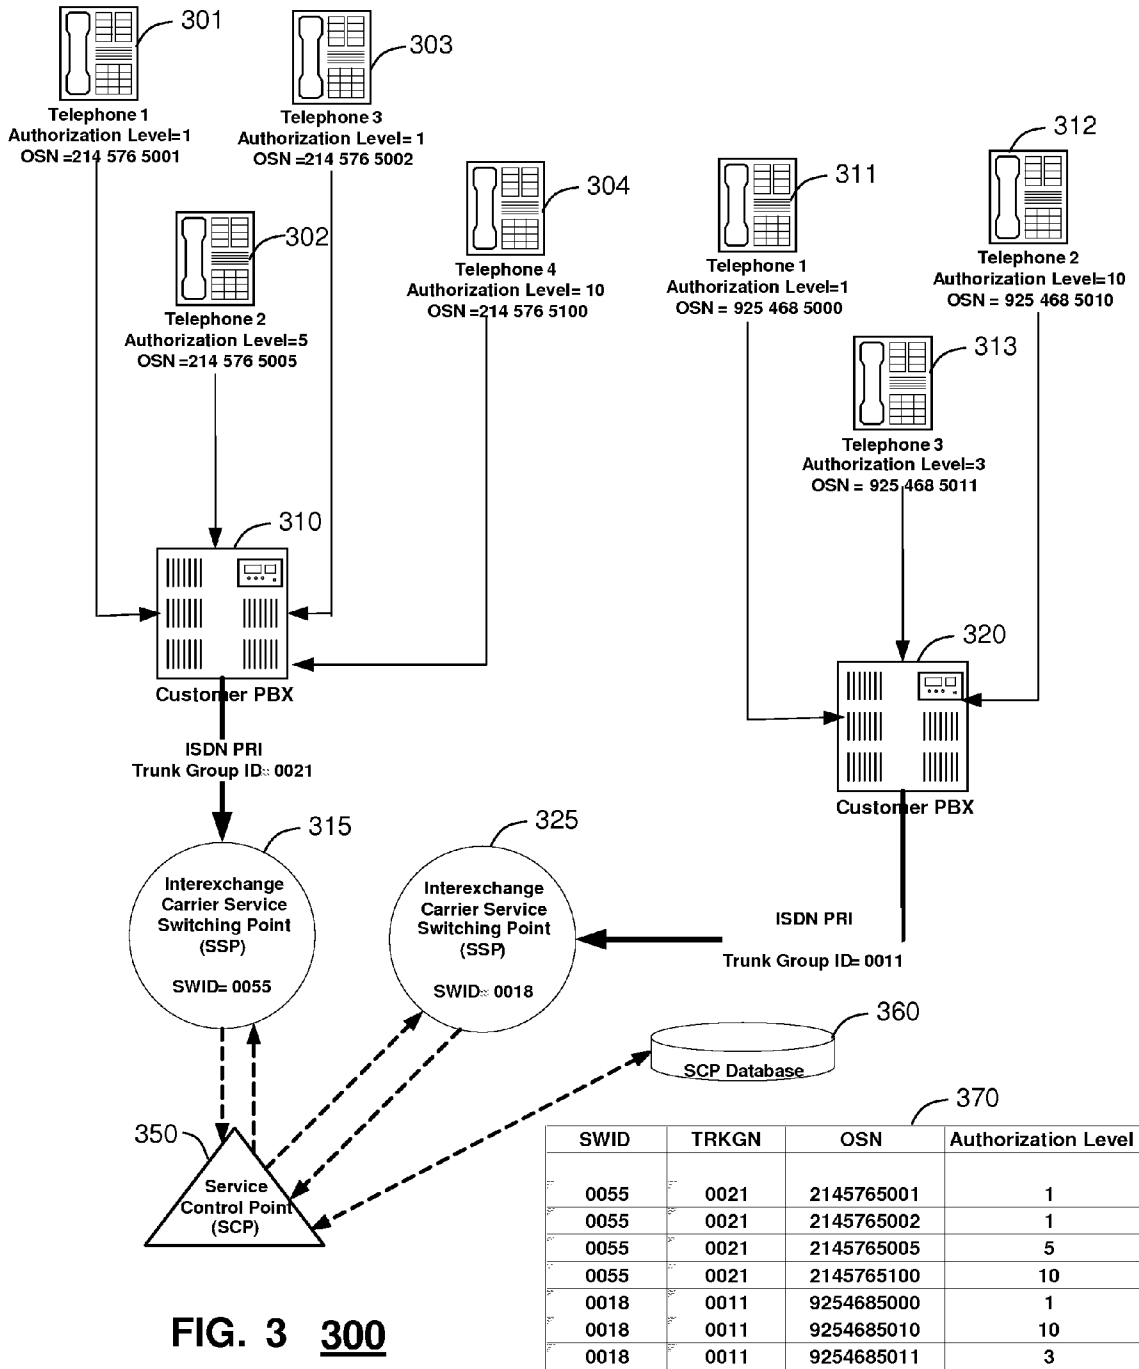 301
Telephone 1
Authorization Level=1
OSN =214 576 5001
303
Telephone 3
Authorization Level= 1
OSN =214 576 5002
302
Telephone 2
Authorization Level=5
OSN =214 576 5005
304
Telephone 4
Authorization Level= 10
OSN =214 576 5100
311
Telephone 1
Authorization Level=1
OSN = 925 468 5000
312
Telephone 2
Authorization Level=10
OSN = 925 468 5010
313
Telephone 3
Authorization Level=3
OSN = 925 468 5011
310
Customer PBX
320
Customer PBX
ISDN PRI
Trunk Group ID= 0021
315
Interexchange
Carrier Service
Switching Point
(SSP)
SWID= 0055
325
Interexchange
Carrier Service
Switching Point
(SSP)
SWID= 0018
ISDN PRI
Trunk Group ID= 0011
360
SCP Database
350
Service
Control Point
(SCP)
370
SWID TRKGN OSN Authorization Level
0055 0021 2145765001 1
0055 0021 2145765002 1
0055 0021 2145765005 5
0055 0021 2145765100 10
0018 0011 9254685000 1
0018 0011 9254685010 10
0018 0011 9254685011 3
FIG. 3 300